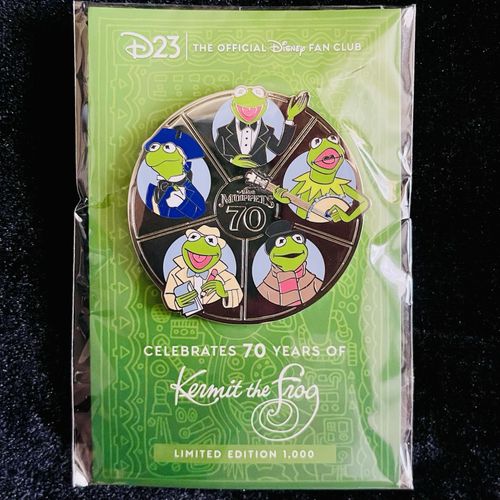 D23 | THE OFFICIAL Disney FAN CLUB
THE
MUPPETS
70
CELEBRATES 70 YEARS OF
Kermit the Frog
LIMITED EDITION 1,000